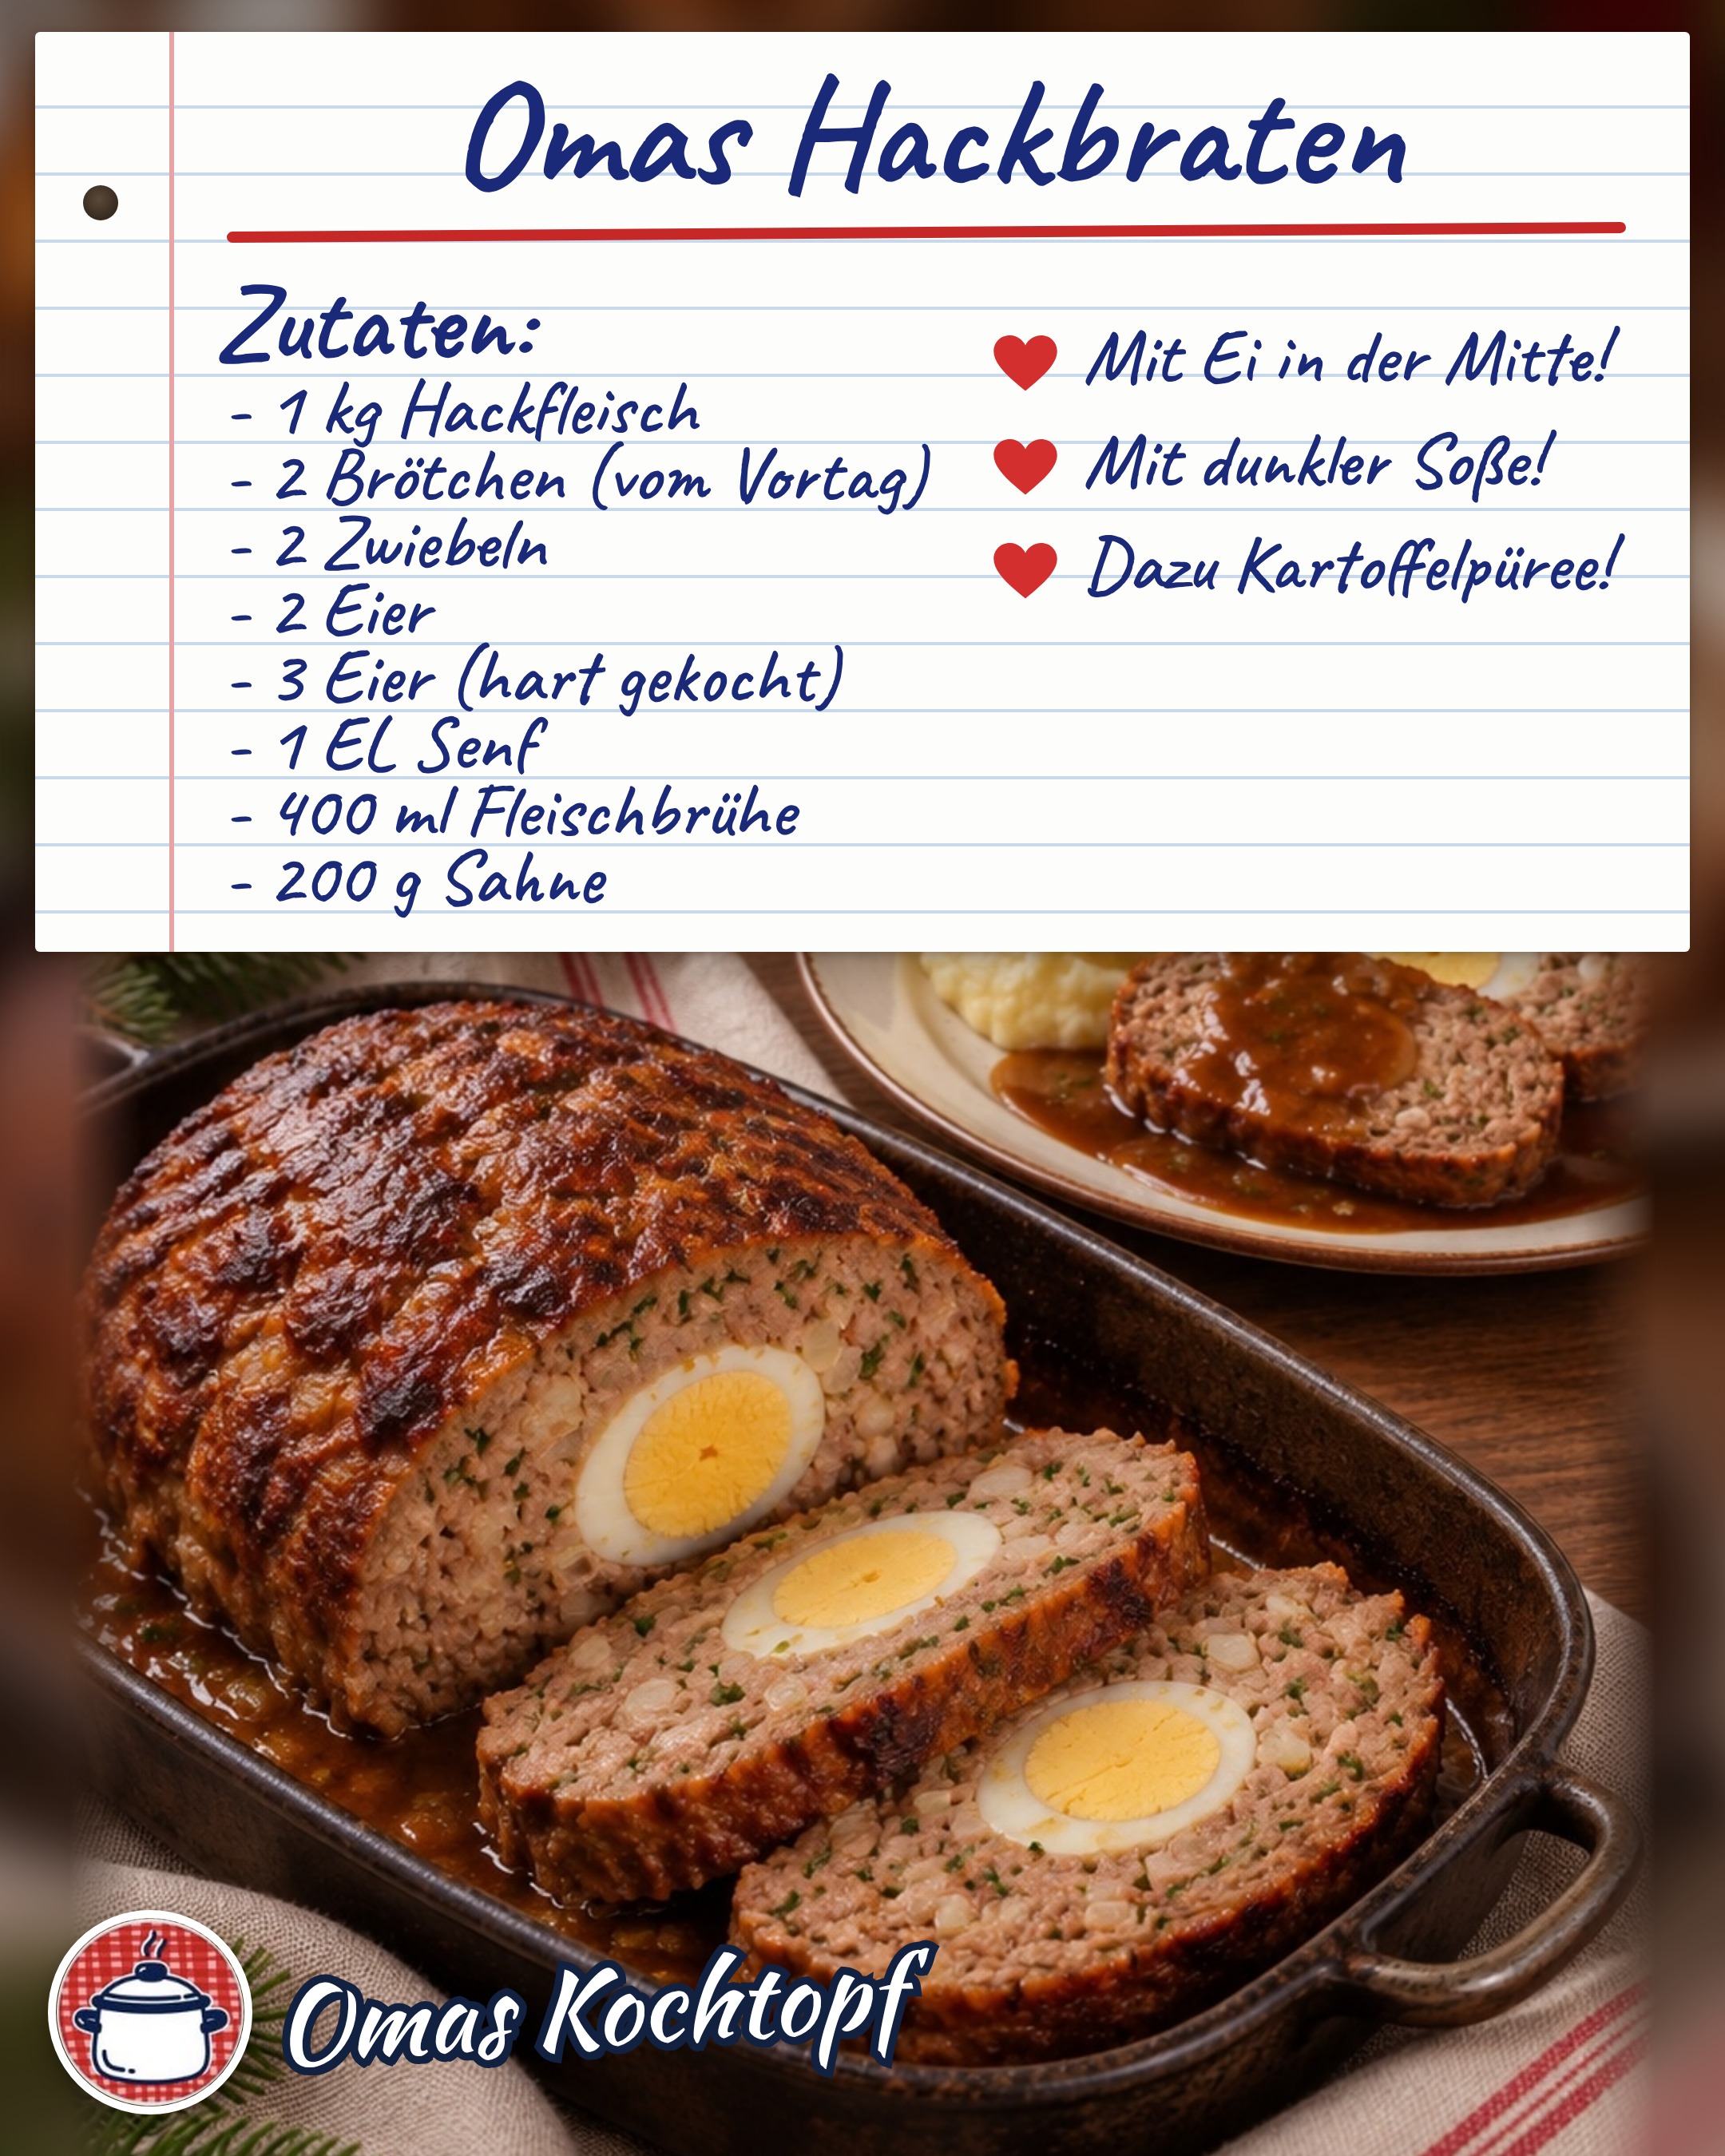 Omas Hackbraten
Zutaten:
- 1 kg Hackfleisch
- 2 Brötchen (vom Vortag)
- 2 Zwiebeln
- 2 Eier
- 3 Eier (hart gekocht)
- 1 EL Senf
- 400 ml Fleischbrühe
- 200 g Sahne
Mit Ei in der Mitte!
Mit dunkler Soße!
Dazu Kartoffelpüree!
Omas Kochtopf